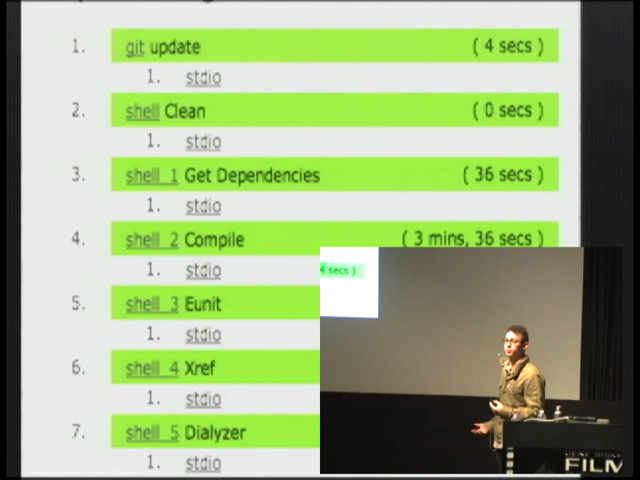 1. git update ( 4 secs )
1. stdio
2. shell Clean ( 0 secs )
1. stdio
3. shell_1 Get Dependencies ( 36 secs )
1. stdio
4. shell_2 Compile ( 3 mins, 36 secs )
1. stdio
5. shell_3 Eunit
1. stdio
6. shell_4 Xref
1. stdio
7. shell_5 Dialyzer
1. stdio
4 secs )
FILM